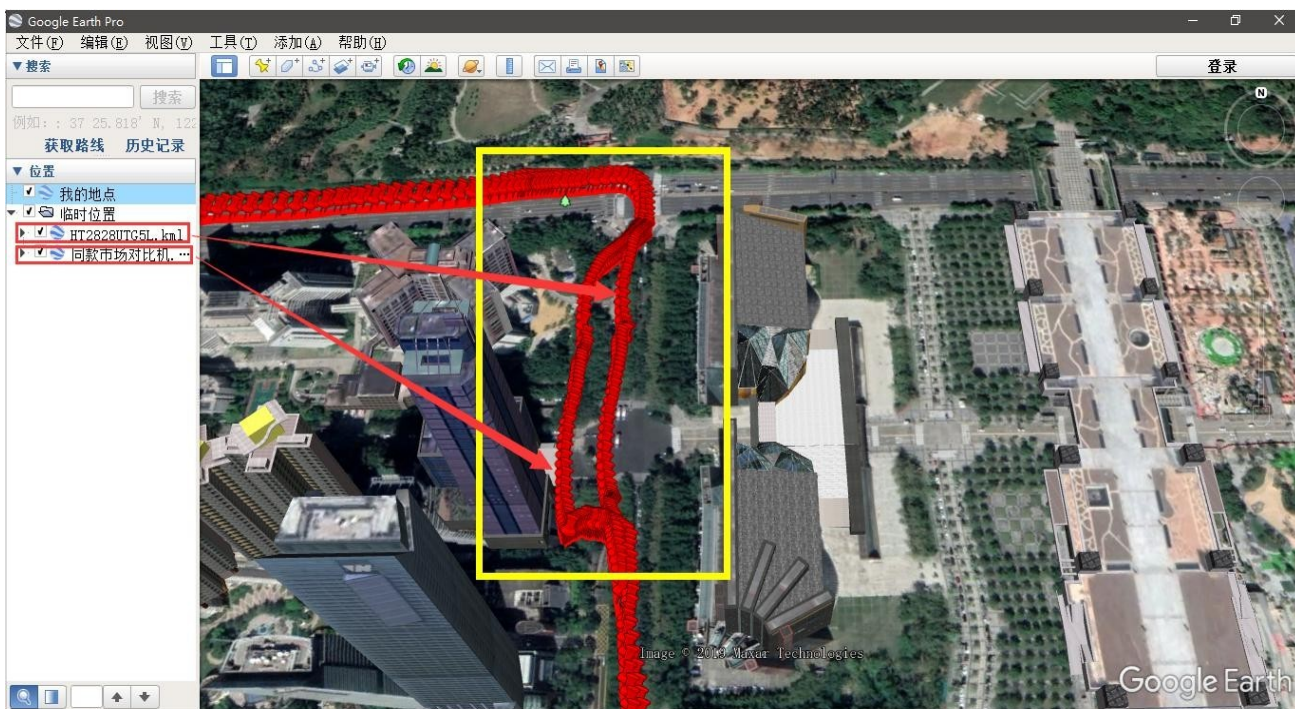 Google Earth Pro
文件(F) 编辑(E) 视图(V) 工具(T) 添加(A) 帮助(H)
▼搜索
登录
搜索
例如: : 37 25.818' N, 122
获取路线 历史记录
▼ 位置
我的地点
临时位置
HT2828UTG5L.kml
同款市场对比机. …
N
Image © 2019 Maxar Technologies
Google Earth